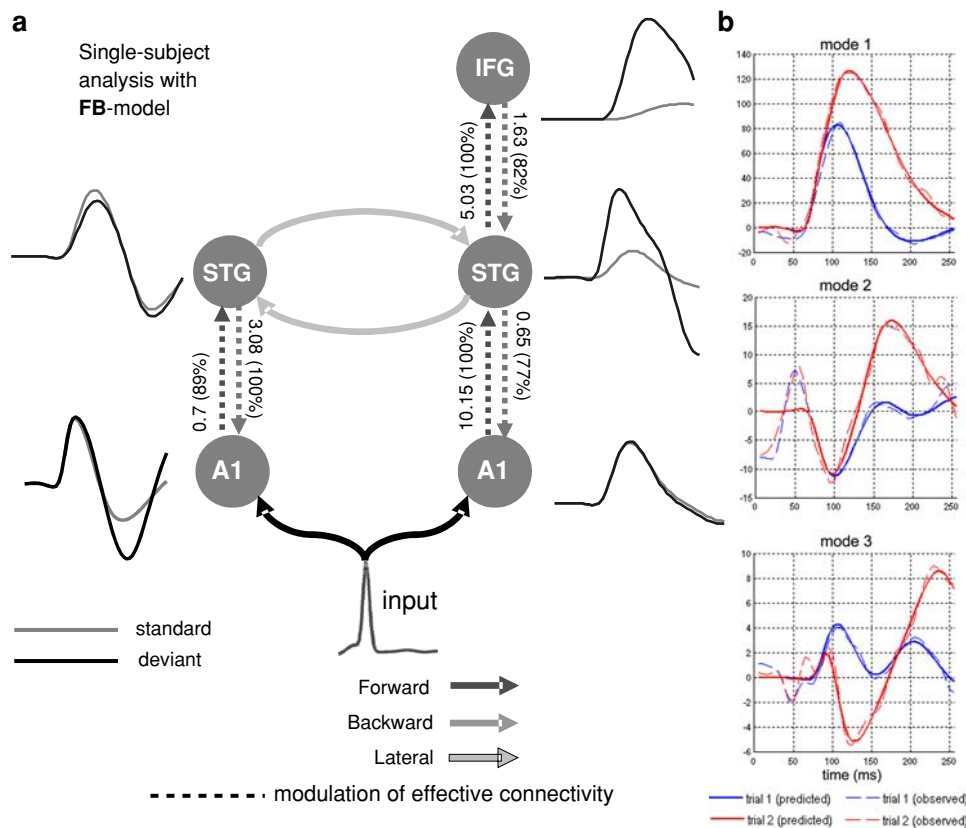 a
Single-subject
analysis with
FB-model
IFG
5.03 (100%)
1.63 (82%)
STG
STG
0.7 (89%)
3.08 (100%)
10.15 (100%)
0.65 (77%)
A1
A1
input
standard
deviant
Forward
Backward
Lateral
modulation of effective connectivity
b
mode 1
140
120
100
80
60
40
20
0
-20
0 50 100 150 200 250
mode 2
20
15
10
5
0
-5
-10
-15
0 50 100 150 200 250
mode 3
10
8
6
4
2
0
-2
-4
-6
0 50 100 150 200 250
time (ms)
trial 1 (predicted) trial 1 (observed)
trial 2 (predicted) trial 2 (observed)